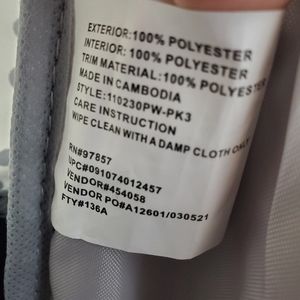 EXTERIOR:100% POLYESTER
INTERIOR: 100% POLYESTER
TRIM MATERIAL:100% POLYESTER
MADE IN CAMBODIA
STYLE:110230PW-PK3
CARE INSTRUCTION
WIPE CLEAN WITH A DAMP CLOTH ONLY
RN#97857
UPC#091074012457
VENDOR#454058
VENDOR PO#A12601/030521
FTY#136A